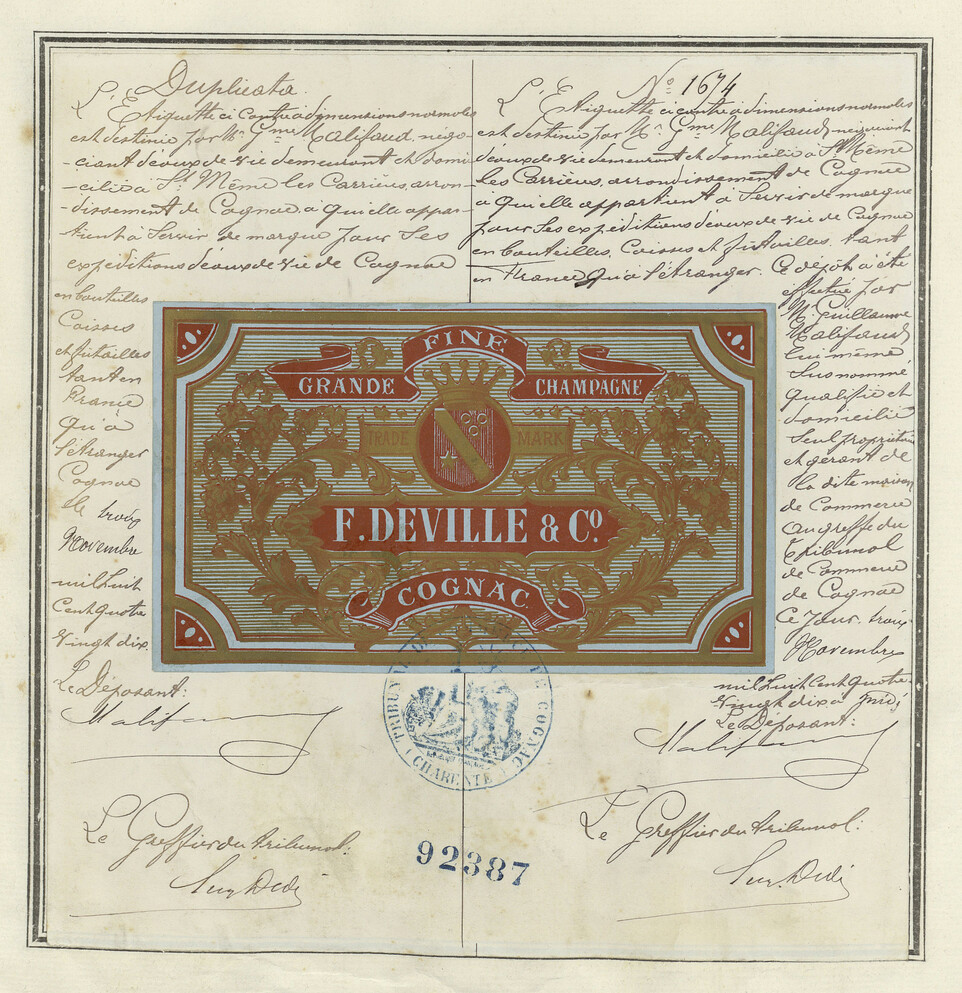 Duplicata.
L'Etiquette ci contre à dimensions normales
est destinée par Mr Gme Malifaud, négo-
-ciant d'eaux de vie demeurant et domi
-cilié à St Même les Carrières, arron-
-dissement de Cognac, à qui elle appar-
tient à Servir de marque pour Ses
expéditions d'eaux de vie de Cognac
en bouteilles
Caisses
et futailles
tant en
France
qu'à
l'étranger
Cognac
le trois
Novembre
mil huit
Cent quatre
vingt dix.
Le Déposant:
Malifaud
Le Greffier du tribunal:
No 1674
L'Etiquette ci contre à dimensions normales
est destinée par Mr Gme Malifaud, négociant
d'eaux de vie demeurant et domicilié à St Même
les Carrières, arrondissement de Cognac
à qui elle appartient à Servir de marque
pour Ses expéditions d'eaux de vie de Cognac
en bouteilles, Caisses et futailles, tant
en France qu'à l'étranger. Ce dépôt a été
effectué par
M. Guillaume
Malifaud
lui même
Susnommé
qualifié et
domicilié
Seul propriétaire
et gérant de
la dite maison
de Commerce
au greffe du
tribunal
de Commerce
de Cognac
Ce jour trois
Novembre
mil huit cent quatre
vingt dix à midi
Le Déposant:
Malifaud
Le Greffier du tribunal:
FINE
GRANDE CHAMPAGNE
TRADE MARK
F. DEVILLE & Co.
COGNAC
TRIBUNAL DE COMMERCE DE COGNAC
(CHARENTE)
92387